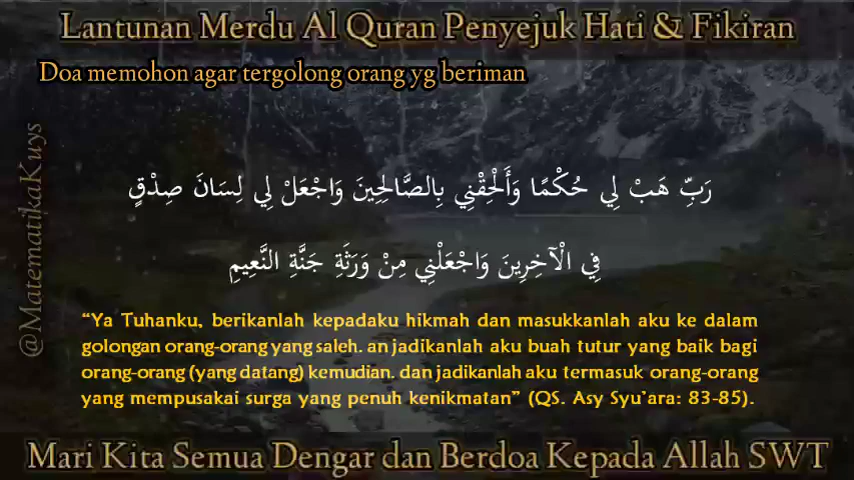 Lantunan Merdu Al Quran Penyejuk Hati & Fikiran
Doa memohon agar tergolong orang yg beriman
@MatematikaKuys
رَبِّ هَبْ لِي حُكْمًا وَأَلْحِقْنِي بِالصَّالِحِينَ وَاجْعَلْ لِي لِسَانَ صِدْقٍ
فِي الْآخِرِينَ وَاجْعَلْنِي مِنْ وَرَثَةِ جَنَّةِ النَّعِيمِ
“Ya Tuhanku, berikanlah kepadaku hikmah dan masukkanlah aku ke dalam
golongan orang-orang yang saleh. an jadikanlah aku buah tutur yang baik bagi
orang-orang (yang datang) kemudian. dan jadikanlah aku termasuk orang-orang
yang mempusakai surga yang penuh kenikmatan” (QS. Asy Syu’ara: 83-85).
Mari Kita Semua Dengar dan Berdoa Kepada Allah SWT